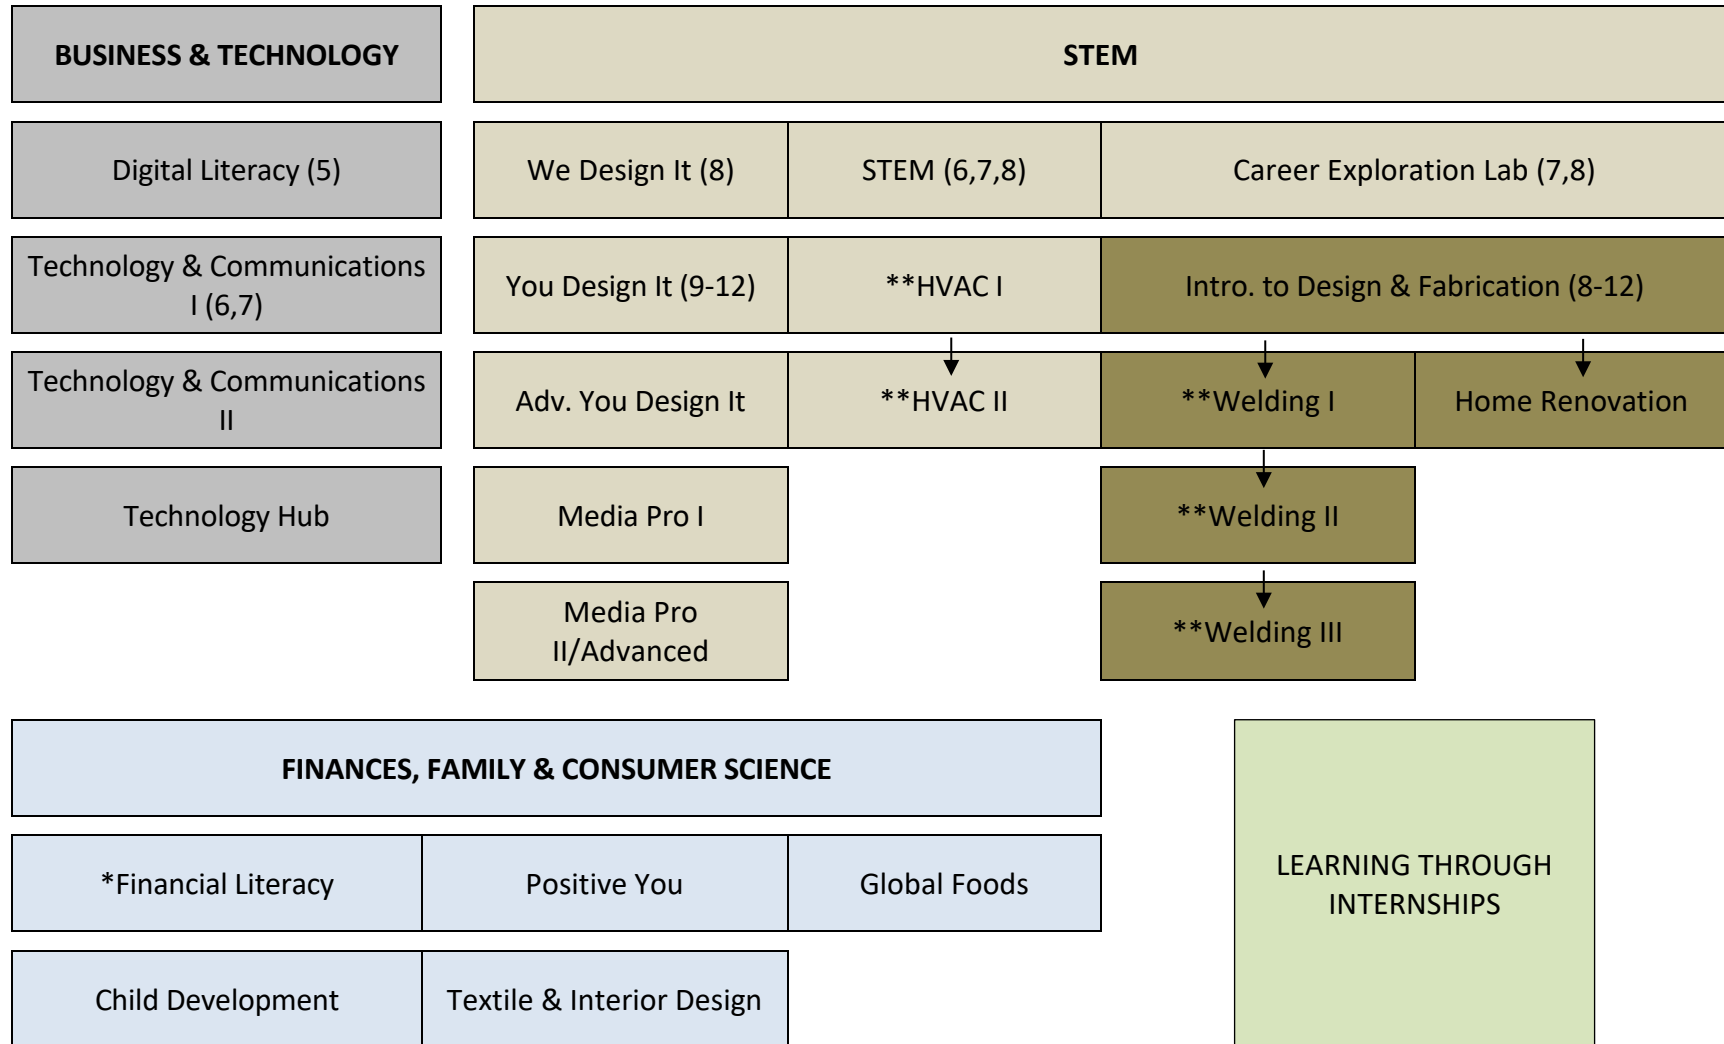 BUSINESS & TECHNOLOGY
STEM
Digital Literacy (5)
We Design It (8)
STEM (6,7,8)
Career Exploration Lab (7,8)
Technology & Communications
I (6,7)
You Design It (9-12)
**HVAC I
Intro. to Design & Fabrication (8-12)
Technology & Communications
II
Adv. You Design It
**HVAC II
**Welding I
Home Renovation
Technology Hub
Media Pro I
**Welding II
Media Pro
II/Advanced
**Welding III
FINANCES, FAMILY & CONSUMER SCIENCE
*Financial Literacy
Positive You
Global Foods
LEARNING THROUGH
INTERNSHIPS
Child Development
Textile & Interior Design